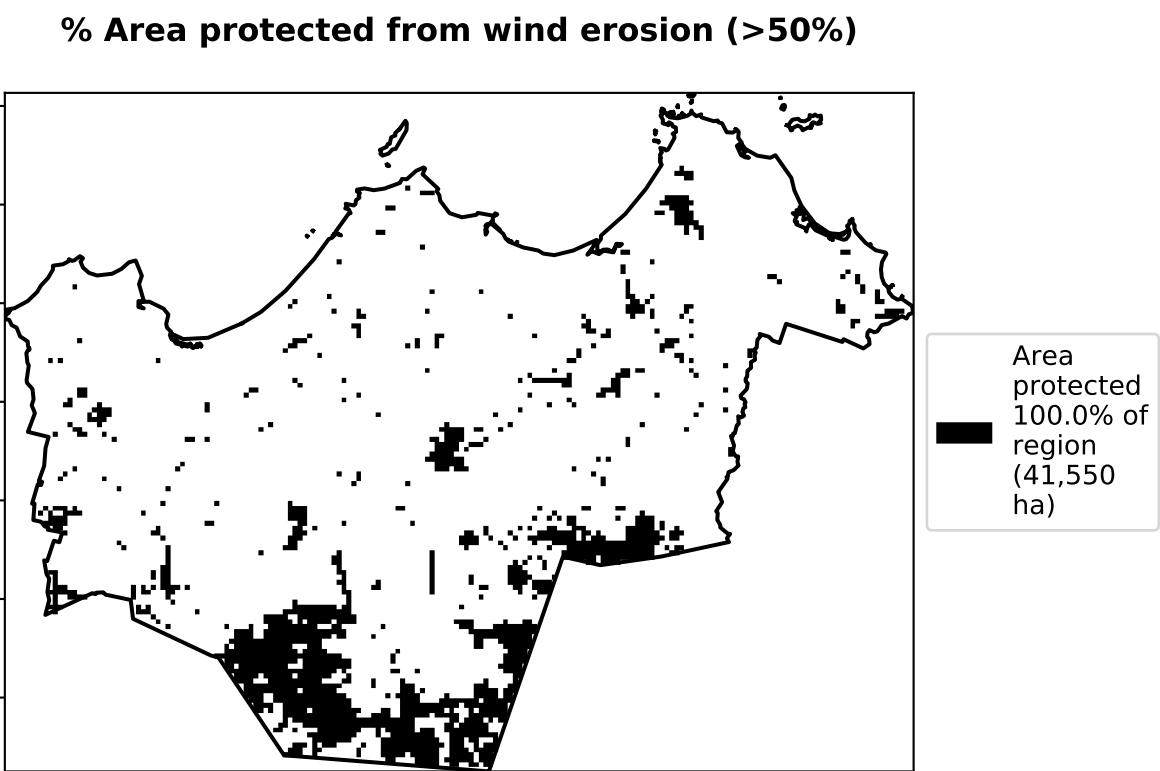 % Area protected from wind erosion (>50%)
Area
protected
100.0% of
region
(41,550
ha)